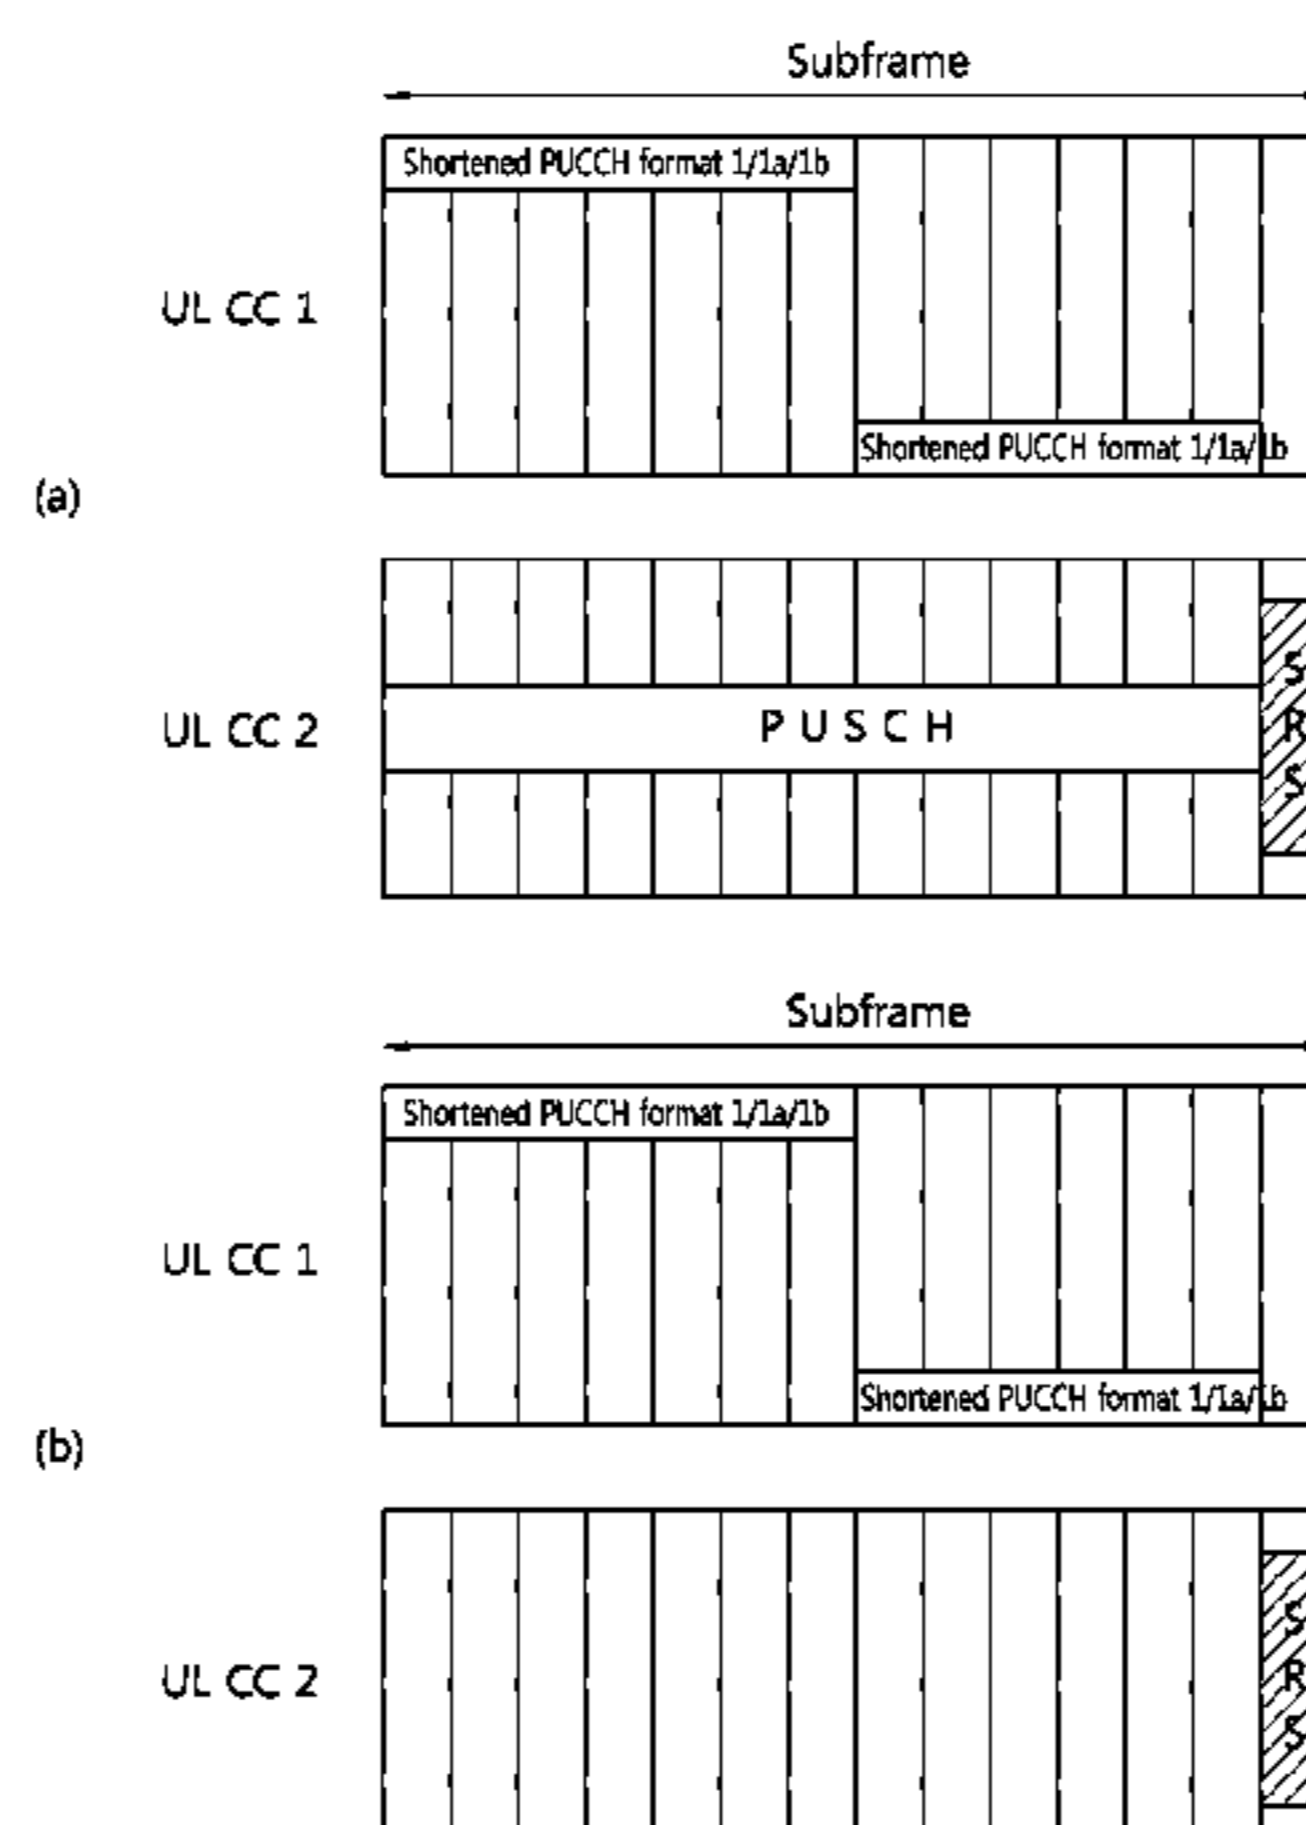 Subframe
Shortened PUCCH format 1/1a/1b
UL CC 1
Shortened PUCCH format 1/1a/1b
(a)
S
UL CC 2
PUSCH
R
S
Subframe
Shortened PUCCH format 1/1a/1b
UL CC 1
Shortened PUCCH format 1/1a/1b
(b)
S
UL CC 2
R
S